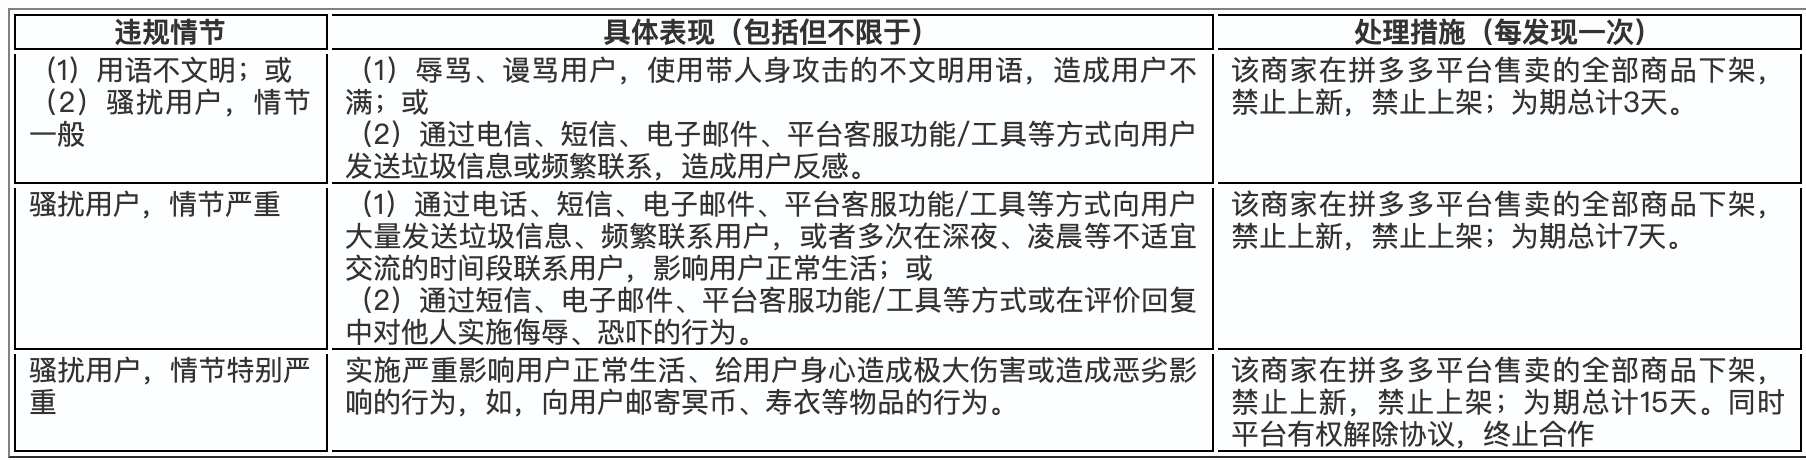 违规情节
具体表现（包括但不限于）
处理措施（每发现一次）
（1）用语不文明；或
（2）骚扰用户，情节
一般
（1）辱骂、谩骂用户，使用带人身攻击的不文明用语，造成用户不
满；或
（2）通过电信、短信、电子邮件、平台客服功能/工具等方式向用户
发送垃圾信息或频繁联系，造成用户反感。
该商家在拼多多平台售卖的全部商品下架，
禁止上新，禁止上架；为期总计3天。
骚扰用户，情节严重
（1）通过电话、短信、电子邮件、平台客服功能/工具等方式向用户
大量发送垃圾信息、频繁联系用户，或者多次在深夜、凌晨等不适宜
交流的时间段联系用户，影响用户正常生活；或
（2）通过短信、电子邮件、平台客服功能/工具等方式或在评价回复
中对他人实施侮辱、恐吓的行为。
该商家在拼多多平台售卖的全部商品下架，
禁止上新，禁止上架；为期总计7天。
骚扰用户，情节特别严
重
实施严重影响用户正常生活、给用户身心造成极大伤害或造成恶劣影
响的行为，如，向用户邮寄冥币、寿衣等物品的行为。
该商家在拼多多平台售卖的全部商品下架，
禁止上新，禁止上架；为期总计15天。同时
平台有权解除协议，终止合作